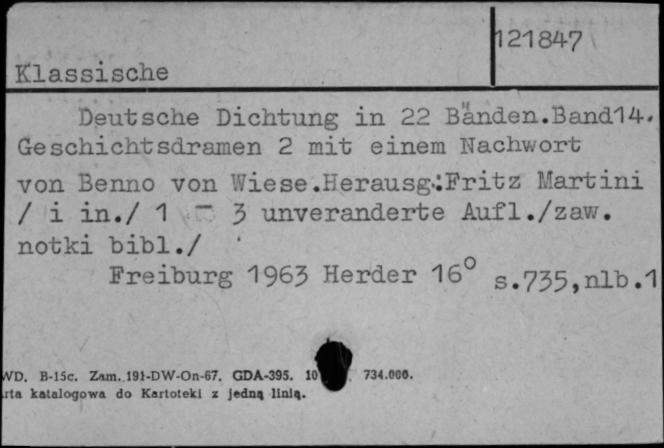 121847
Klassische
Deutsche Dichtung in 22 Bänden.Band14.
Geschichtsdramen 2 mit einem Nachwort
von Benno von Wiese.Herausg.:Fritz Martini
/ i in./ 1 - 3 unveranderte Aufl./zaw.
notki bibl./
Freiburg 1963 Herder 16° s.735,nlb.1
WD. B-15c. Zam. 191-DW-On-67. GDA-395. 10 734.000.
rta katalogowa do Kartoteki z jedną linią.